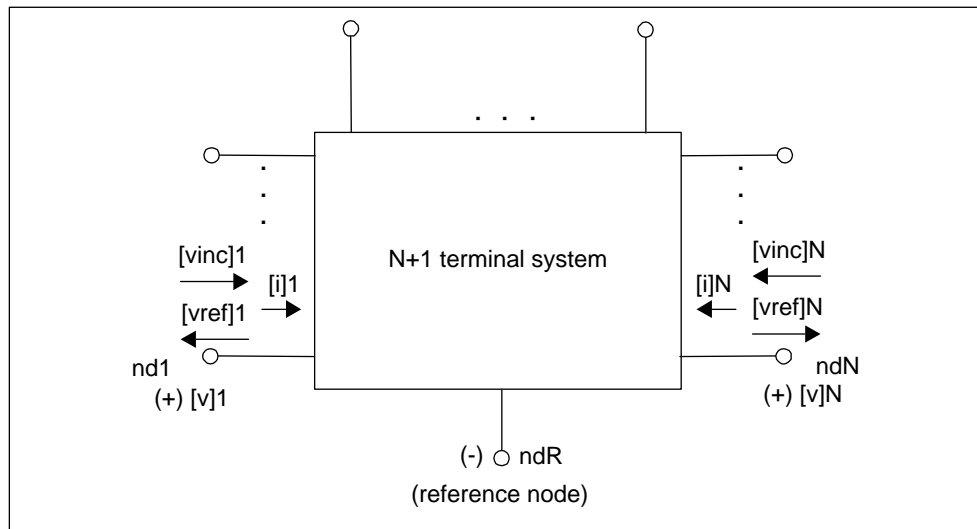 . . .
.
.
.
.
.
.
[vinc]1
[vinc]N
[i]1
N+1 terminal system
[i]N
[vref]1
[vref]N
nd1
ndN
(+) [v]1
(+) [v]N
(-)
ndR
(reference node)